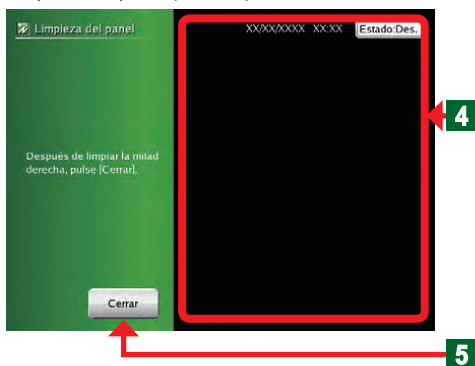 Limpieza del panel
XX/XX/XXXX XX:XX Estado:Des.
4
Después de limpiar la mitad
derecha, pulse [Cerrar].
Cerrar
5